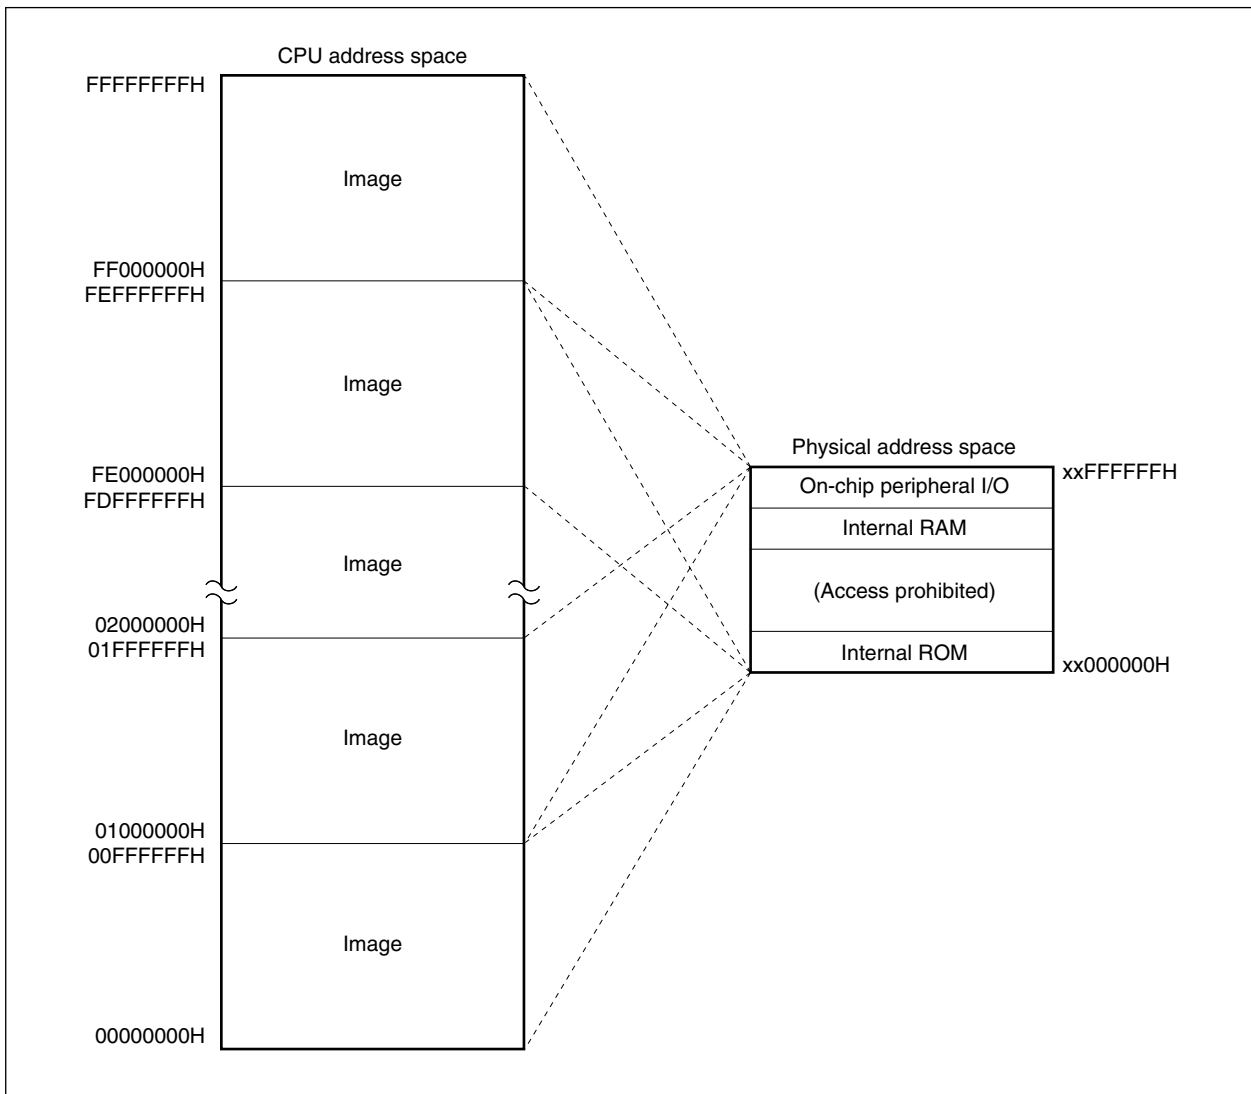 CPU address space
FFFFFFFFH
Image
FF000000H
FEFFFFFFH
Image
FE000000H
FDFFFFFFH
Image
02000000H
01FFFFFFH
Image
01000000H
00FFFFFFH
Image
00000000H
Physical address space
xxFFFFFFH
On-chip peripheral I/O
Internal RAM
(Access prohibited)
Internal ROM
xx000000H